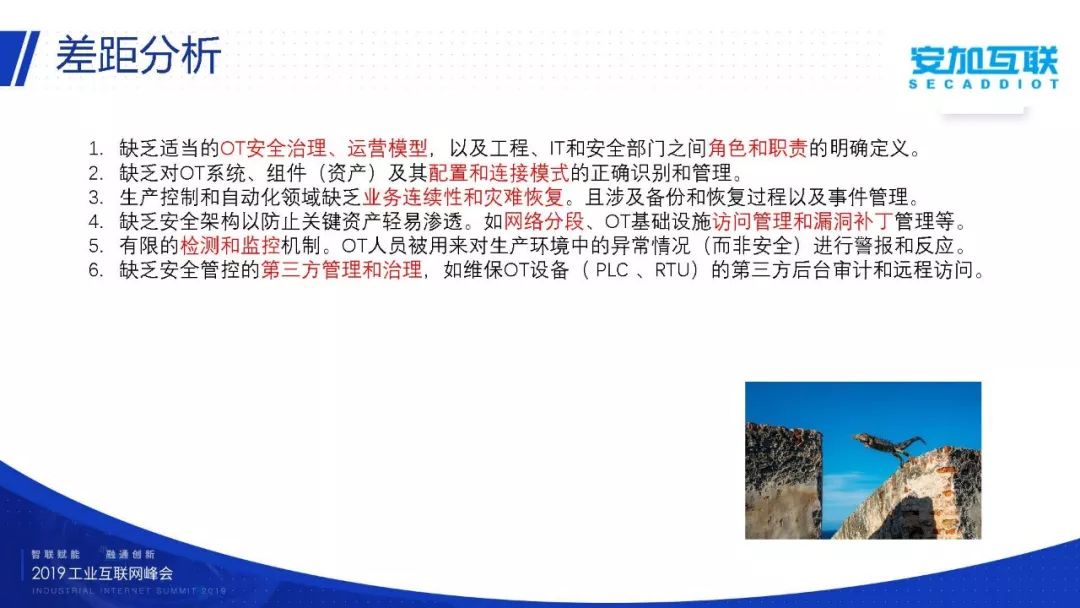 差距分析
安加互联
SECADDIOT
1. 缺乏适当的OT安全治理、运营模型，以及工程、IT和安全部门之间角色和职责的明确定义。
2. 缺乏对OT系统、组件（资产）及其配置和连接模式的正确识别和管理。
3. 生产控制和自动化领域缺乏业务连续性和灾难恢复。且涉及备份和恢复过程以及事件管理。
4. 缺乏安全架构以防止关键资产轻易渗透。如网络分段、OT基础设施访问管理和漏洞补丁管理等。
5. 有限的检测和监控机制。OT人员被用来对生产环境中的异常情况（而非安全）进行警报和反应。
6. 缺乏安全管控的第三方管理和治理，如维保OT设备（ PLC 、RTU）的第三方后台审计和远程访问。
智联赋能 融通创新
2019 工业互联网峰会
INDUSTRIAL INTERNET SUMMIT 2019